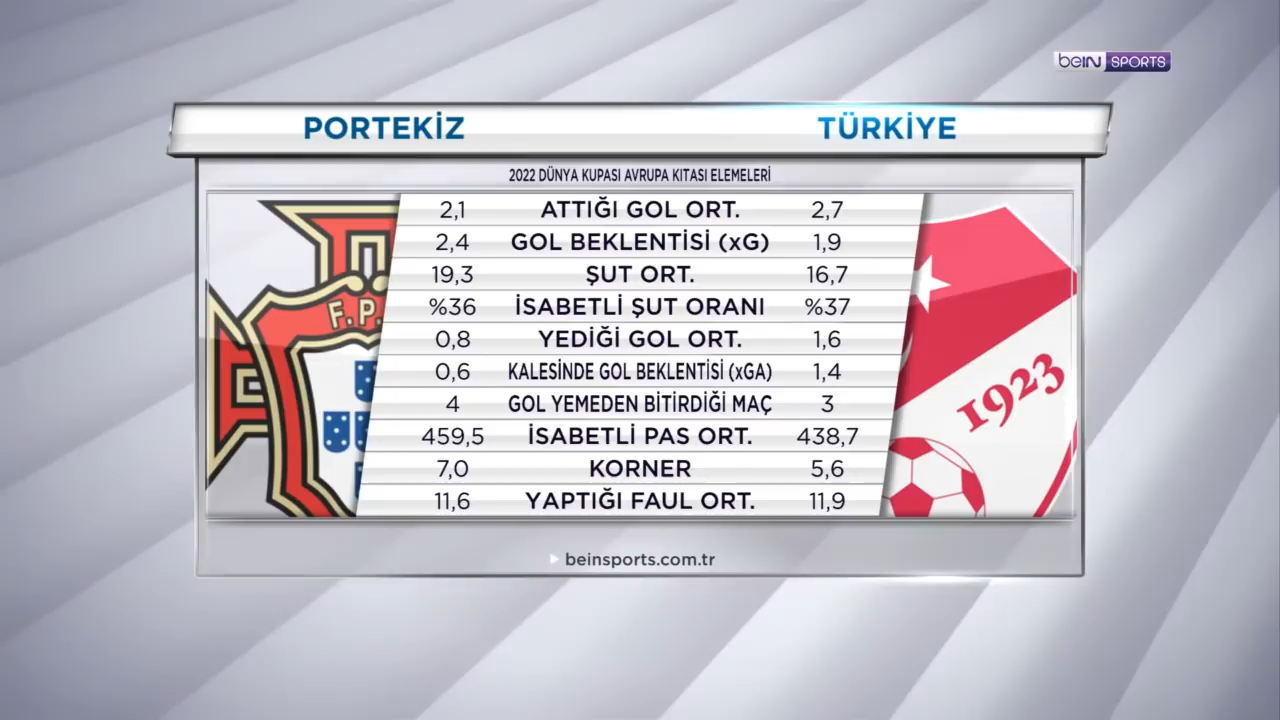 beIN SPORTS
PORTEKİZ TÜRKİYE
2022 DÜNYA KUPASI AVRUPA KITASI ELEMELERİ
2,1 ATTIĞI GOL ORT. 2,7
2,4 GOL BEKLENTİSİ (xG) 1,9
19,3 ŞUT ORT. 16,7
%36 İSABETLİ ŞUT ORANI %37
0,8 YEDİĞİ GOL ORT. 1,6
0,6 KALESİNDE GOL BEKLENTİSİ (xGA) 1,4
4 GOL YEMEDEN BİTİRDİĞİ MAÇ 3
459,5 İSABETLİ PAS ORT. 438,7
7,0 KORNER 5,6
11,6 YAPTIĞI FAUL ORT. 11,9
F.P.
1923
beinsports.com.tr